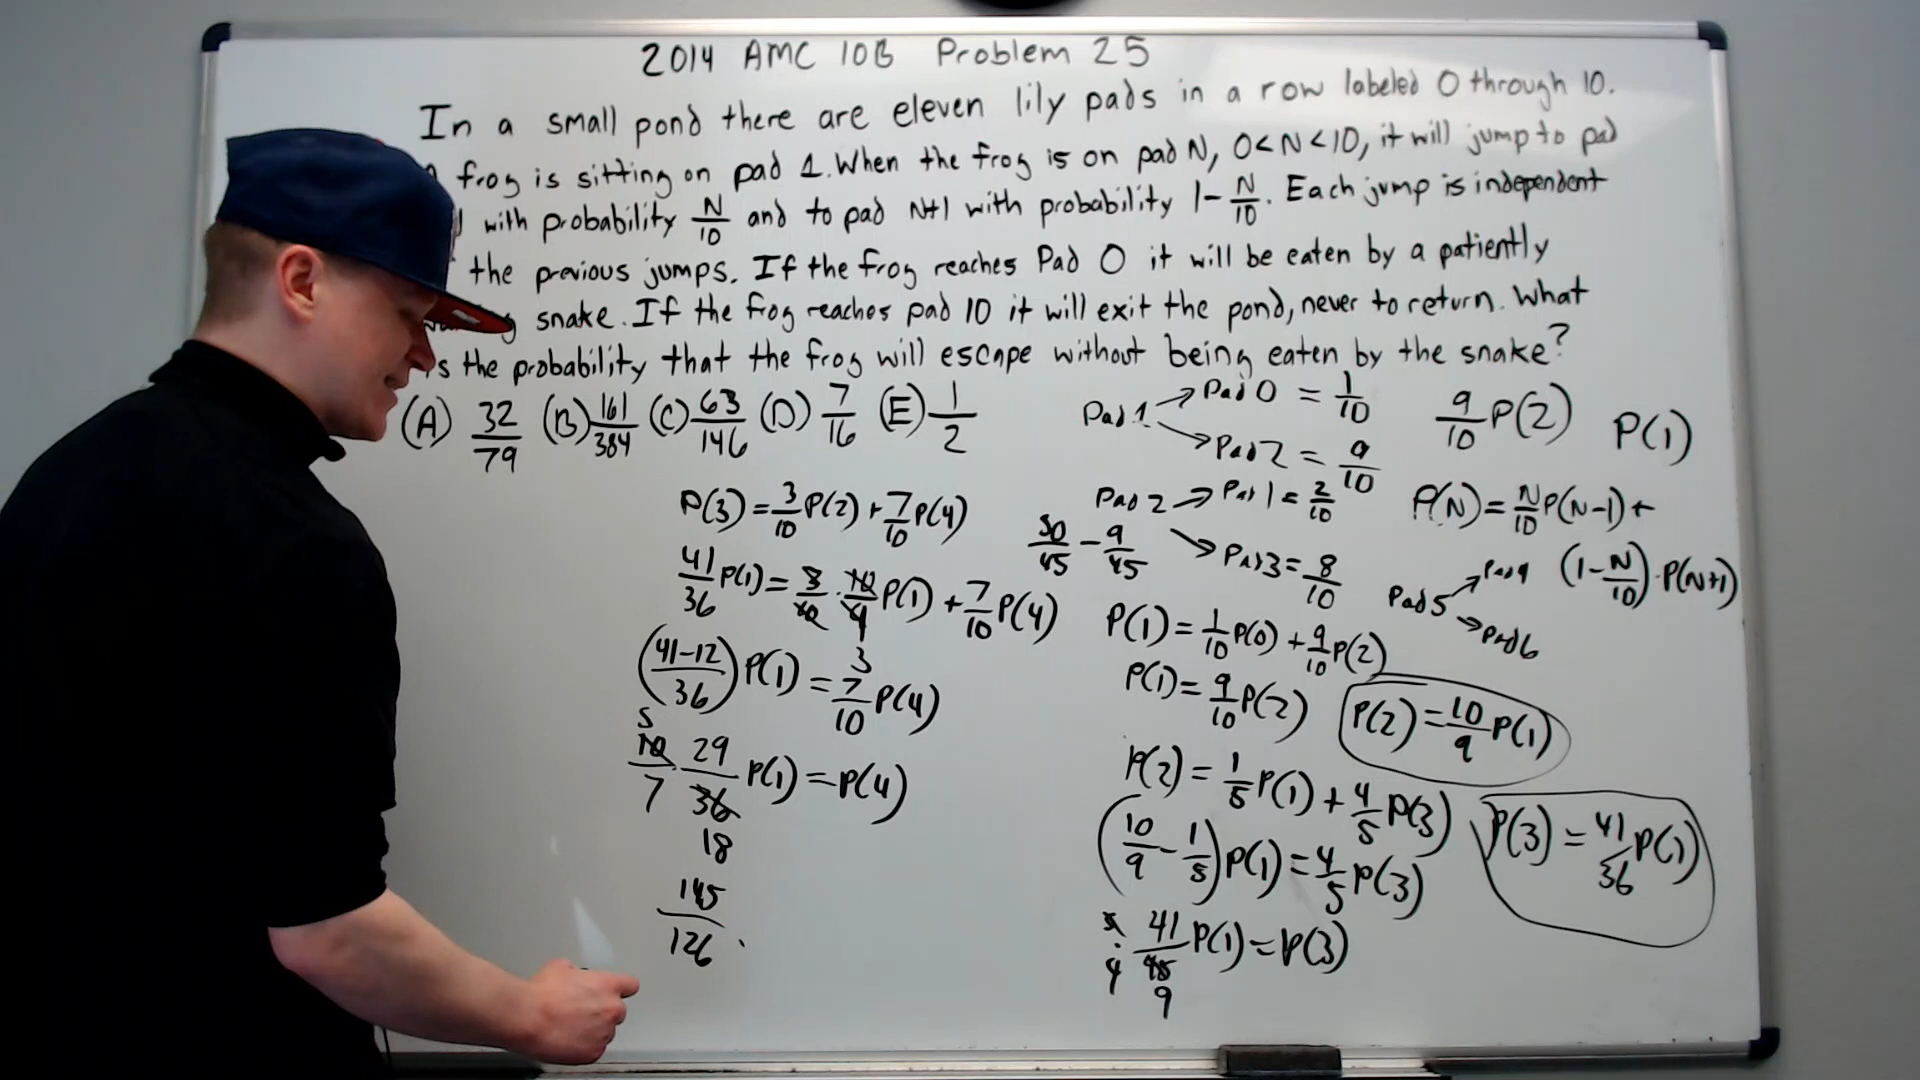 2014 AMC 10B Problem 25
In a small pond there are eleven lily pads in a row labeled 0 through 10.
frog is sitting on pad 1. When the frog is on pad N, 0<N<10, it will jump to pad
with probability N/10 and to pad N+1 with probability 1-N/10. Each jump is independent
the previous jumps. If the frog reaches Pad 0 it will be eaten by a patiently
snake. If the frog reaches pad 10 it will exit the pond, never to return. What
is the probability that the frog will escape without being eaten by the snake?
(A) 32/79 (B) 161/384 (C) 63/146 (D) 7/16 (E) 1/2
P(3) = 3/10 P(2) + 7/10 P(4)
41/36 P(1) = 3/10 · 10/9 P(1) + 7/10 P(4)
3
((41-12)/36) P(1) = 7/10 P(4)
5
10/7 · 29/36 P(1) = P(4)
18
145/126 ·
Pad 1 → Pad 0 = 1/10
→ Pad 2 = 9/10
Pad 2 → Pad 1 = 2/10
→ Pad 3 = 8/10
50/45 - 9/45
P(1) = 1/10 P(0) + 9/10 P(2)
P(1) = 9/10 P(2)
P(2) = 10/9 P(1)
P(2) = 1/5 P(1) + 4/5 P(3)
(10/9 - 1/5) P(1) = 4/5 P(3)
5/4 · 41/45 P(1) = P(3)
9
P(3) = 41/36 P(1)
9/10 P(2) P(1)
P(N) = N/10 P(N-1) +
(1-N/10) · P(N+1)
Pad 5 → Pad 4
→ Pad 6